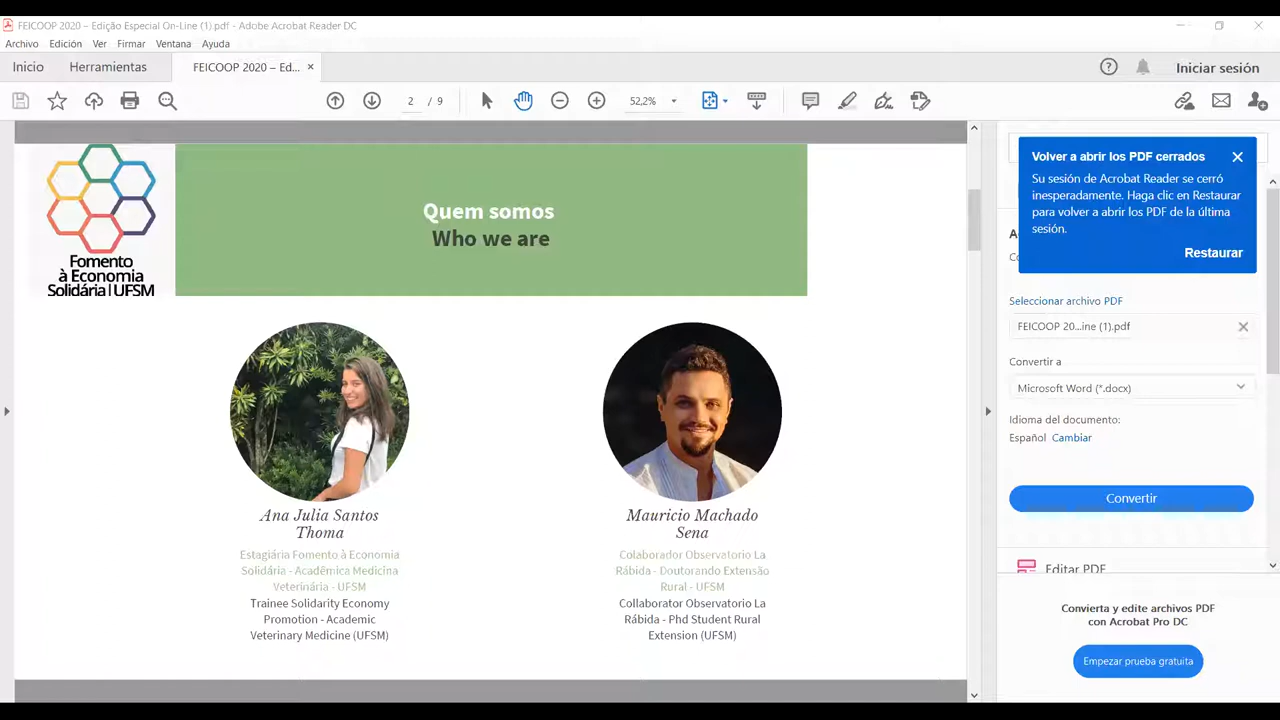 FEICOOP 2020 – Edição Especial On-Line (1).pdf - Adobe Acrobat Reader DC
Archivo Edición Ver Firmar Ventana Ayuda
Inicio Herramientas FEICOOP 2020 – Ed... × Iniciar sesión
2 / 9 52,2%
Volver a abrir los PDF cerrados
Su sesión de Acrobat Reader se cerró
inesperadamente. Haga clic en Restaurar
para volver a abrir los PDF de la última
sesión.
Restaurar
Quem somos
Who we are
Fomento
à Economia
Solidária | UFSM
Ana Julia Santos
Thoma
Estagiária Fomento à Economia
Solidária - Acadêmica Medicina
Veterinária - UFSM
Trainee Solidarity Economy
Promotion - Academic
Veterinary Medicine (UFSM)
Mauricio Machado
Sena
Colaborador Observatorio La
Rábida - Doutorando Extensão
Rural - UFSM
Collaborator Observatorio La
Rábida - Phd Student Rural
Extension (UFSM)
Seleccionar archivo PDF
FEICOOP 20...ine (1).pdf
Convertir a
Microsoft Word (*.docx)
Idioma del documento:
Español Cambiar
Convertir
Editar PDF
Convierta y edite archivos PDF
con Acrobat Pro DC
Empezar prueba gratuita